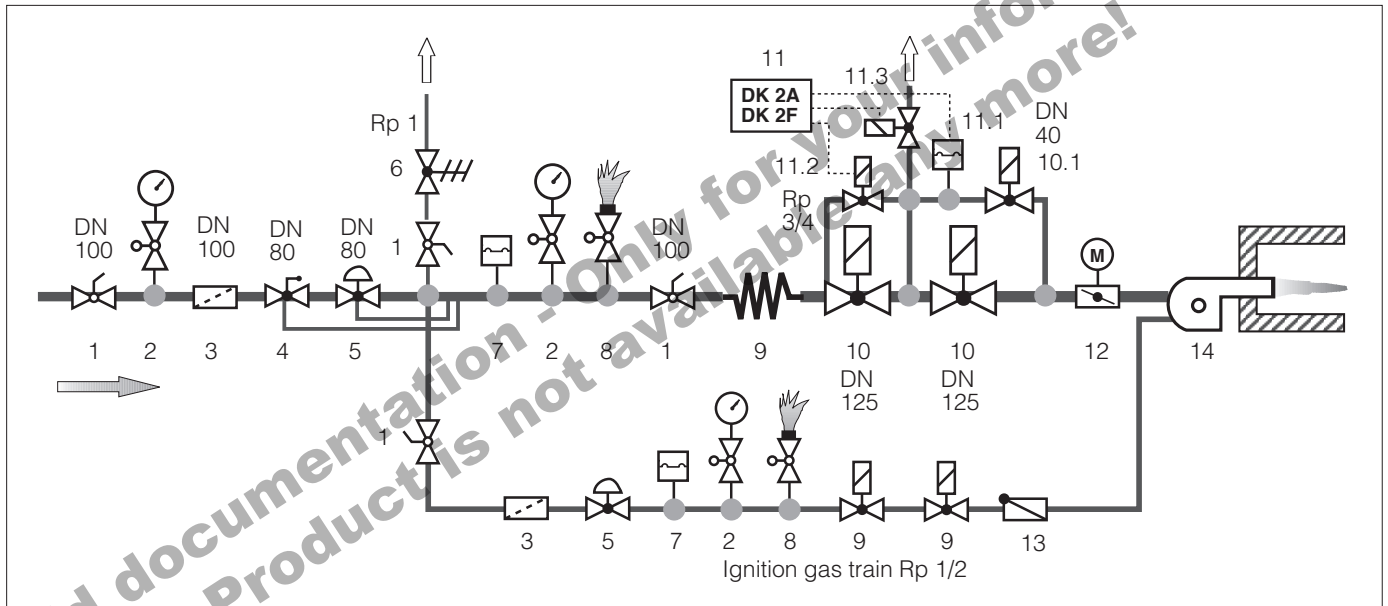 11
11.3
DK 2A
DK 2F
11.1
DN
40
10.1
Rp 1
6
11.2
Rp
3/4
DN
100
DN
100
DN
80
DN
80
1
DN
100
M
1
2
3
4
5
7
2
8
1
9
10
DN
125
10
DN
125
12
14
1
3
5
7
2
8
9
9
13
Ignition gas train Rp 1/2
d documentation - Only for your infor
Product is not available any more!